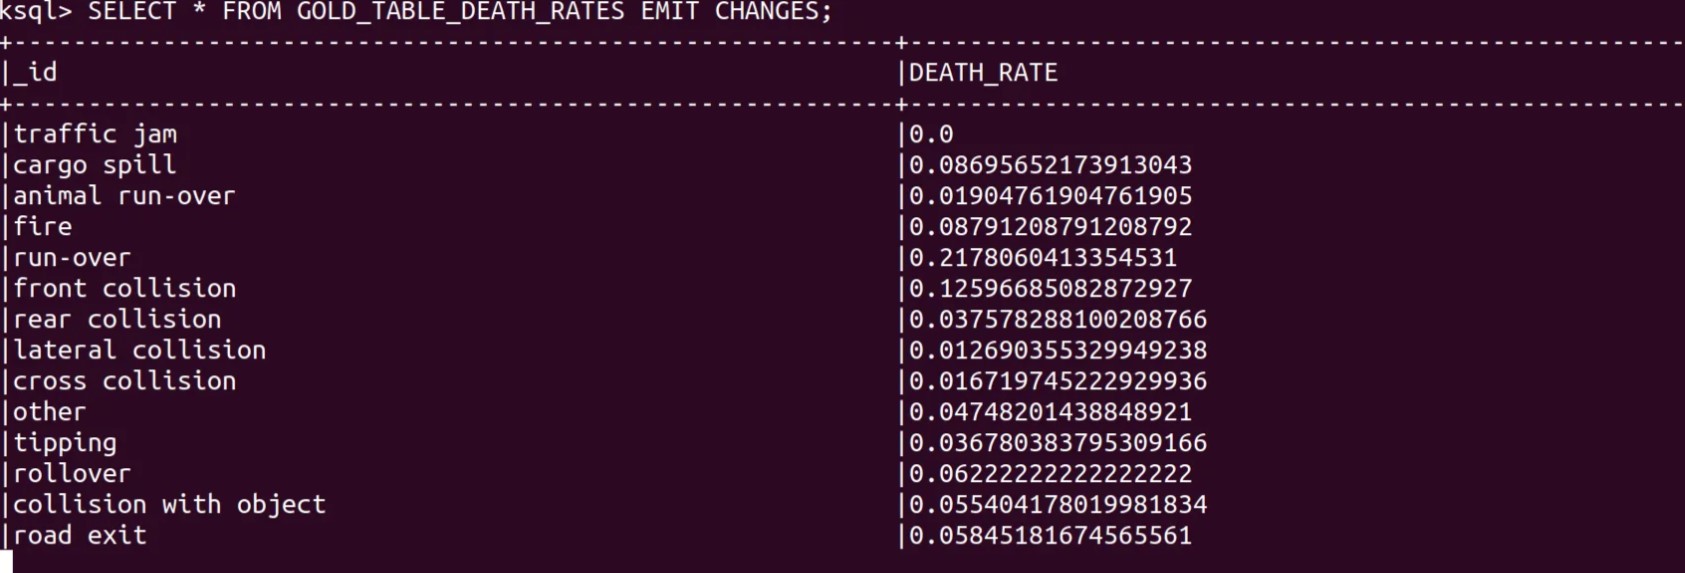 ksql> SELECT * FROM GOLD_TABLE_DEATH_RATES EMIT CHANGES;
|_id |DEATH_RATE
|traffic jam |0.0
|cargo spill |0.08695652173913043
|animal run-over |0.01904761904761905
|fire |0.08791208791208792
|run-over |0.2178060413354531
|front collision |0.12596685082872927
|rear collision |0.037578288100208766
|lateral collision |0.012690355329949238
|cross collision |0.016719745222929936
|other |0.04748201438848921
|tipping |0.036780383795309166
|rollover |0.06222222222222222
|collision with object |0.055404178019981834
|road exit |0.05845181674565561